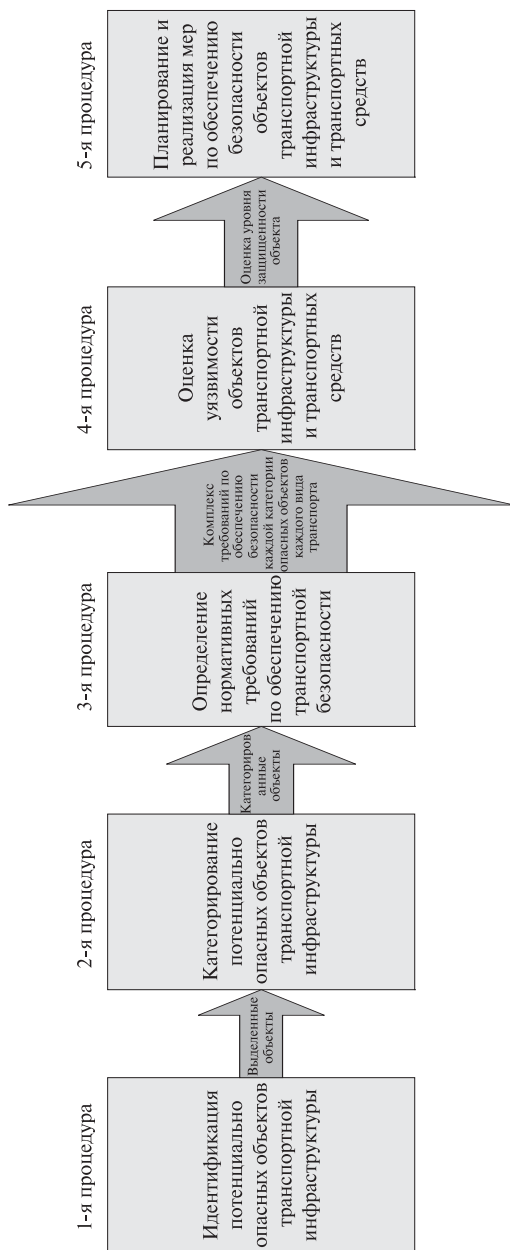 1-я процедура
Идентификация
потенциально
опасных объектов
транспортной
инфраструктуры
Выделенные
объекты
2-я процедура
Категорирование
потенциально
опасных объектов
транспортной
инфраструктуры
Категориров
анные
объекты
3-я процедура
Определение
нормативных
требований
по обеспечению
транспортной
безопасности
Комплекс
требований по
обеспечению
безопасности
каждой категории
опасных объектов
каждого вида
транспорта
4-я процедура
Оценка
уязвимости
объектов
транспортной
инфраструктуры
и транспортных
средств
Оценка уровня
защищенности
объекта
5-я процедура
Планирование и
реализация мер
по обеспечению
безопасности
объектов
транспортной
инфраструктуры
и транспортных
средств